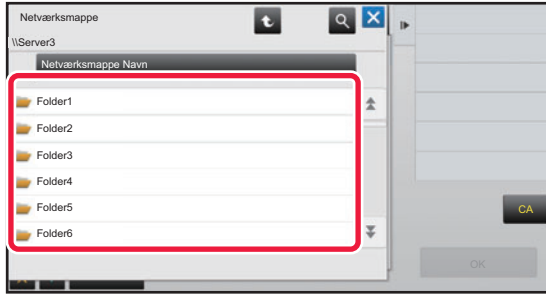 Netværksmappe
\\Server3
Netværksmappe Navn
Folder1
Folder2
Folder3
Folder4
Folder5
Folder6
CA
OK